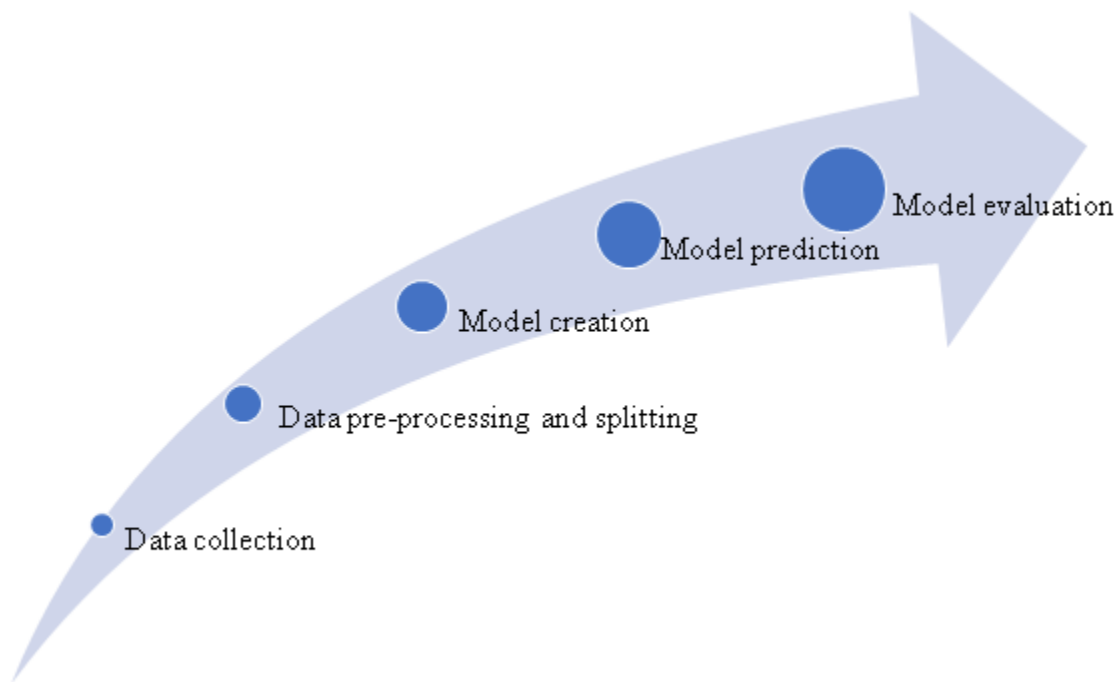 Model evaluation
Model prediction
Model creation
Data pre-processing and splitting
Data collection